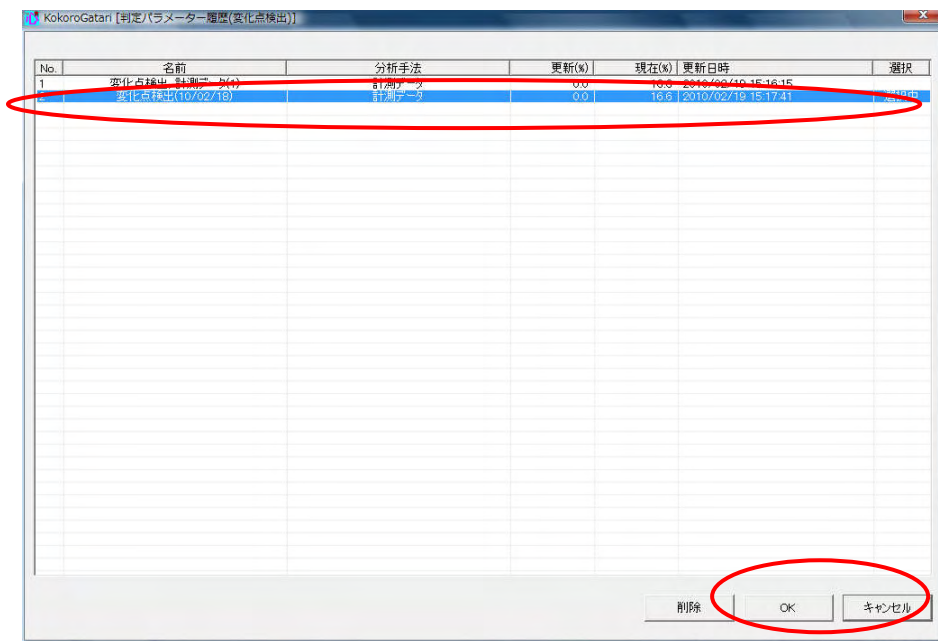 KokoroGatari [判定パラメーター履歴(変化点検出)]
No. 名前 分析手法 更新(%) 現在(%) 更新日時 選択
1 変化点検出_計測データ(1) 計測データ 0.0 16.6 2010/02/19 15:16:15
2 変化点検出(10/02/18) 計測データ 0.0 16.6 2010/02/19 15:17:41 選択中
削除 OK キャンセル